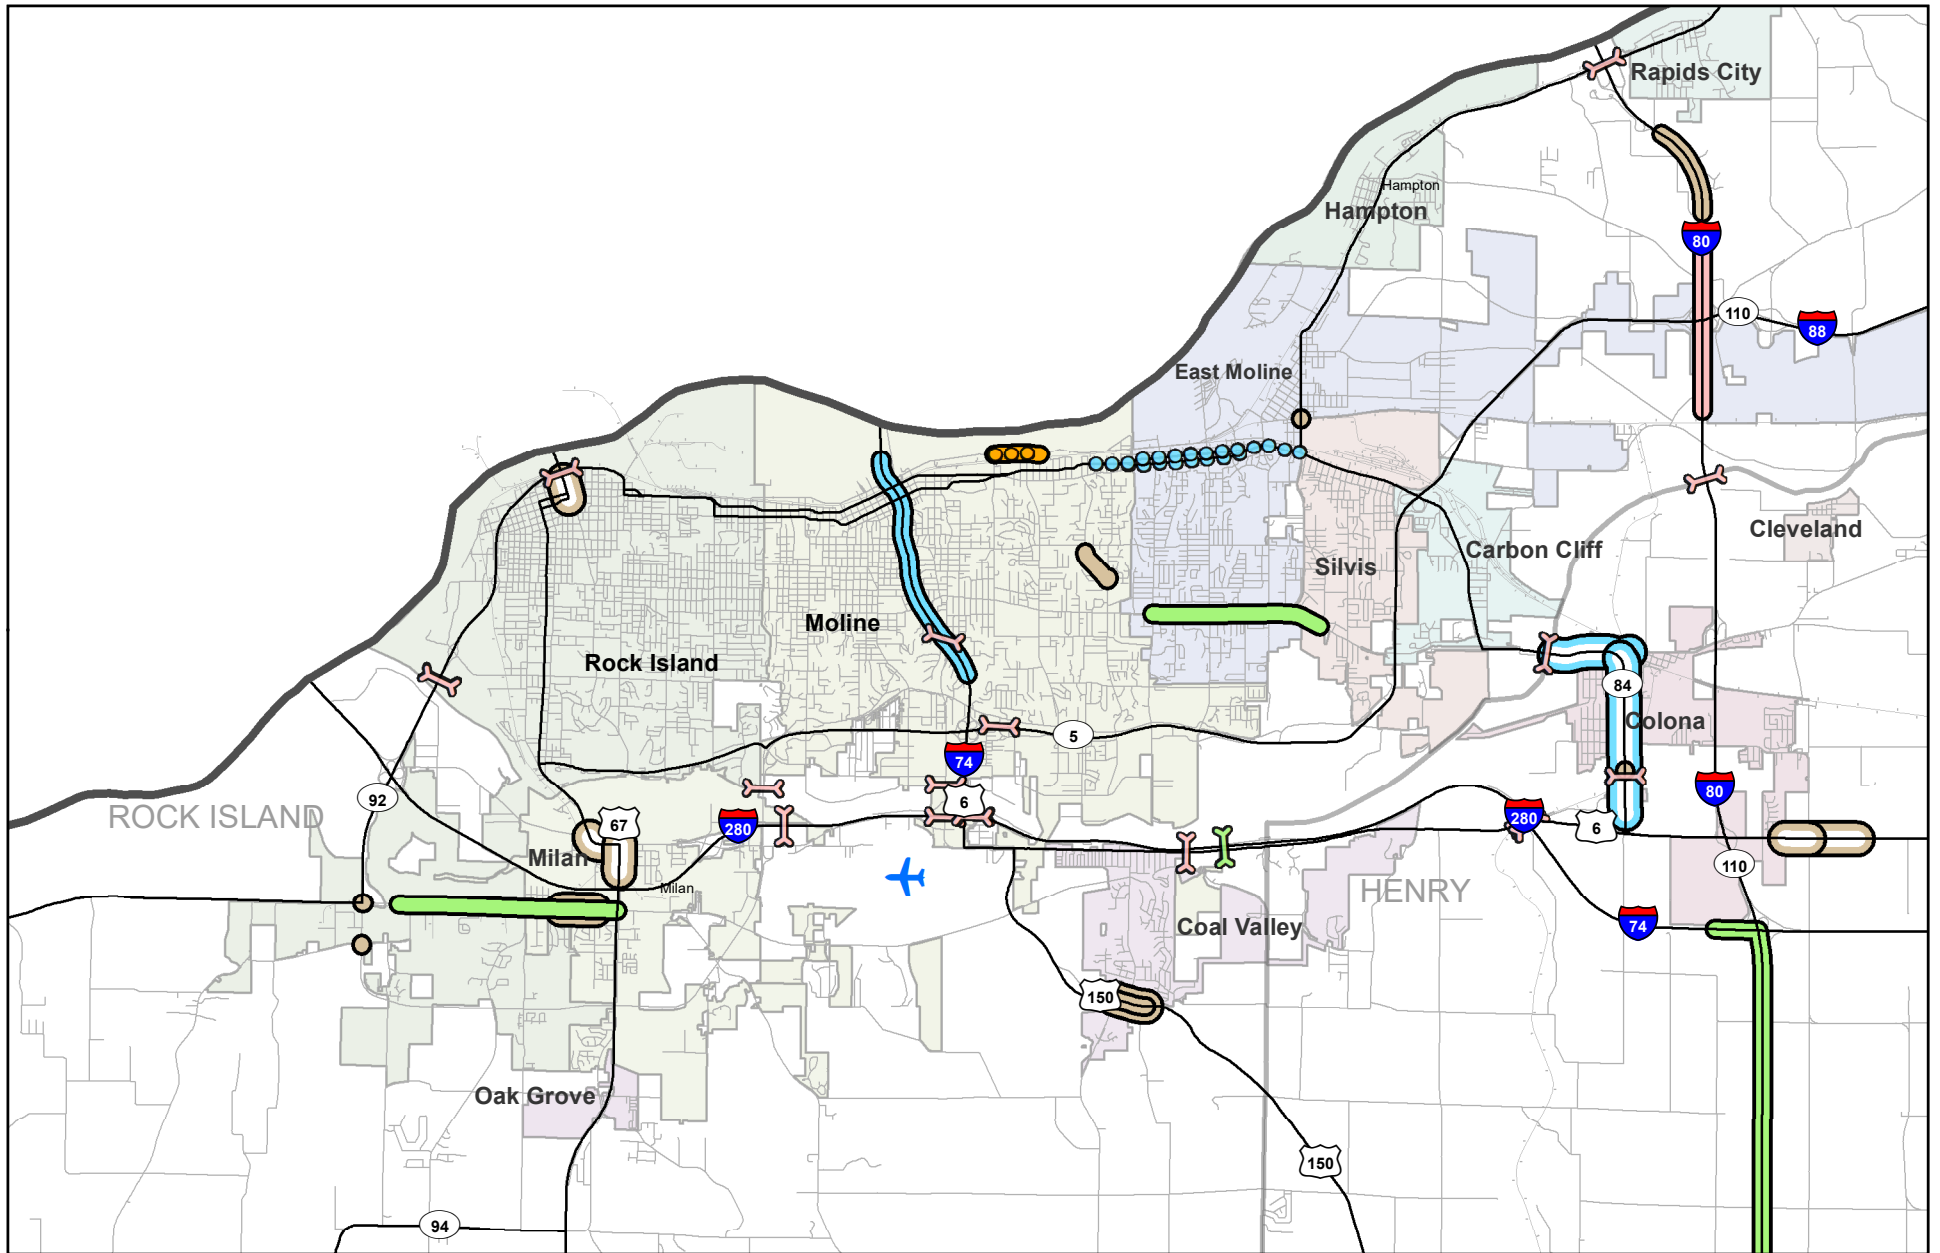 Rapids City
Hampton
Hampton
80
110
88
East Moline
Cleveland
Carbon Cliff
Silvis
Moline
Rock Island
84
Colona
5
74
80
92
ROCK ISLAND
6
67
280
280
6
Milan
110
Milan
HENRY
74
Coal Valley
150
Oak Grove
150
94